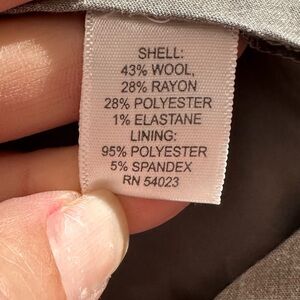 SHELL:
43% WOOL,
28% RAYON
28% POLYESTER
1% ELASTANE
LINING:
95% POLYESTER
5% SPANDEX
RN 54023